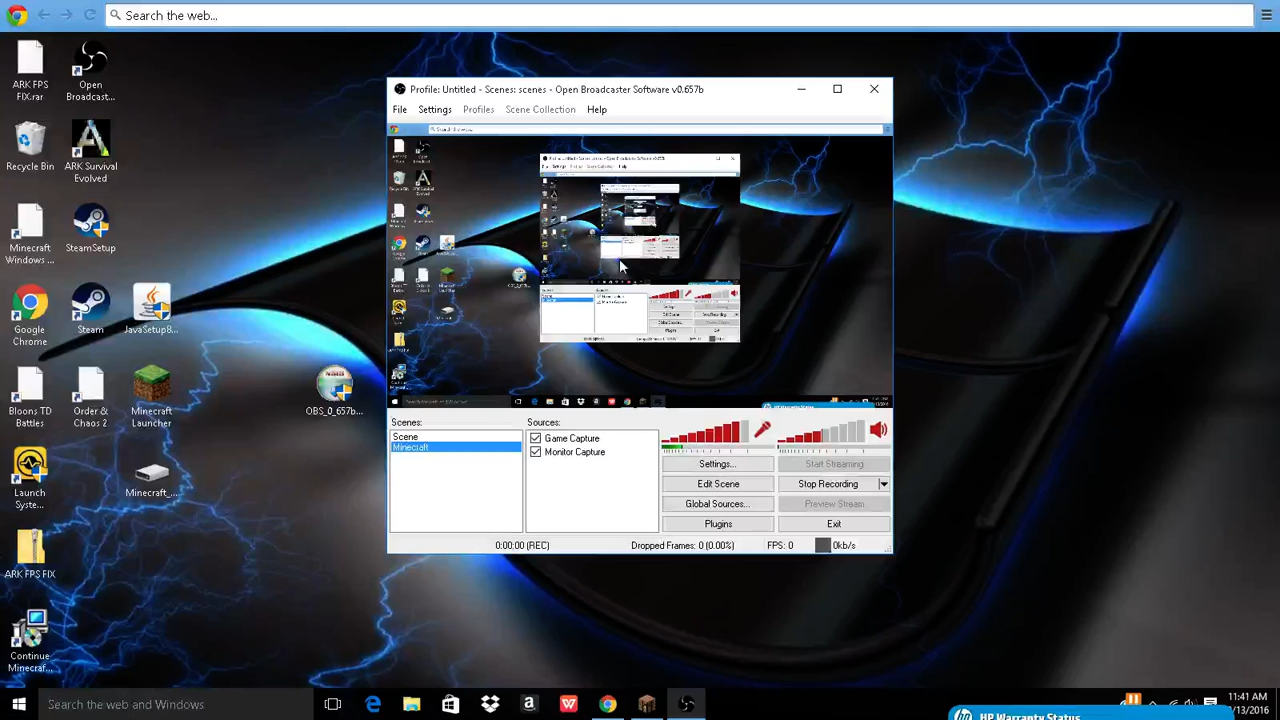 Search the web...
ARK FPS
FIX.rar
Open
Broadcast...
Recycle Bin
ARK Survival
Evolved
Minecraft
Windows ...
SteamSetup
Google
Chrome
Steam
JavaSetup8...
Bloons TD
Battles
Order &
Chaos 2
Minecraft
Launcher
OBS_0_657b...
Launch
Syste...
Minecraft_...
ARK FPS FIX
Continue
Minecraf...
Profile: Untitled - Scenes: scenes - Open Broadcaster Software v0.657b
File Settings Profiles Scene Collection Help
Search the web...
Scenes:
Sources:
Scene
Minecraft
Game Capture
Monitor Capture
Settings...
Start Streaming
Edit Scene
Stop Recording
Global Sources...
Preview Stream
Plugins
Exit
0:00:00 (REC)
Dropped Frames: 0 (0.00%)
FPS: 0
0kb/s
Search the web and Windows
11:41 AM
/13/2016
HP Warranty Status